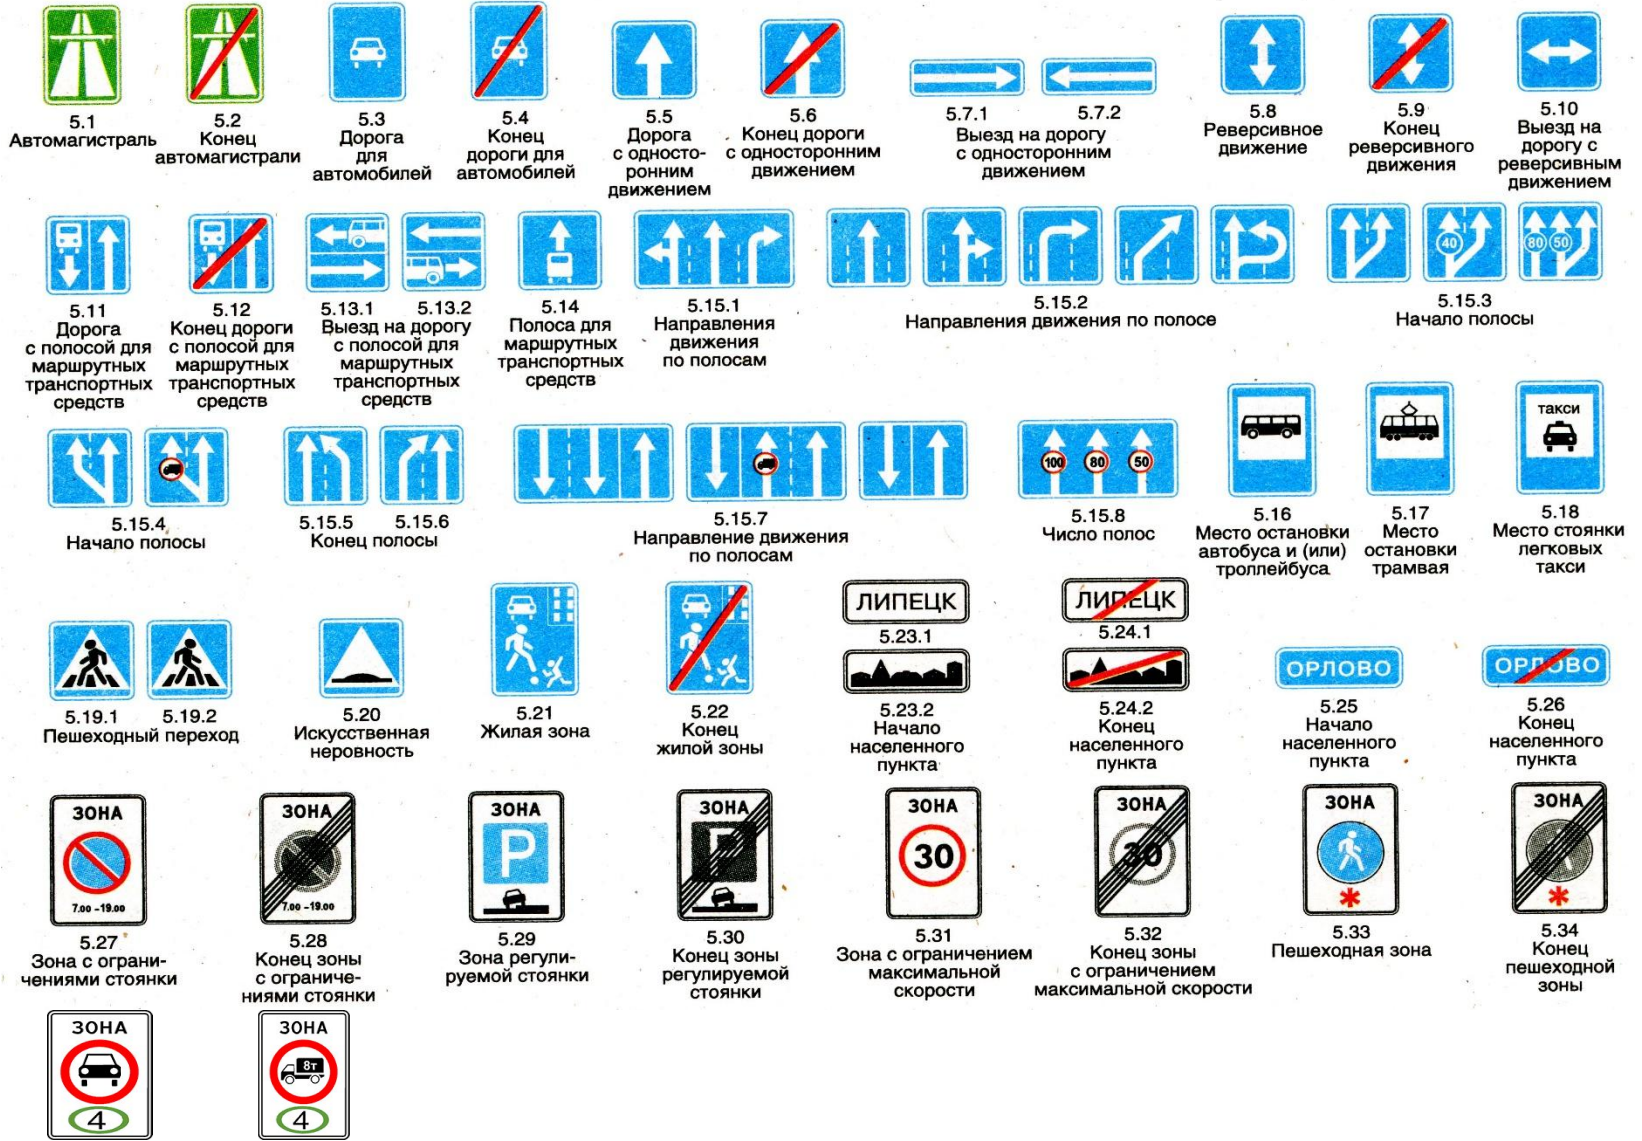 5.1
Автомагистраль
5.2
Конец
автомагистрали
5.3
Дорога
для
автомобилей
5.4
Конец
дороги для
автомобилей
5.5
Дорога
с односто-
ронним
движением
5.6
Конец дороги
с односторонним
движением
5.7.1 5.7.2
Выезд на дорогу
с односторонним
движением
5.8
Реверсивное
движение
5.9
Конец
реверсивного
движения
5.10
Выезд на
дорогу с
реверсивным
движением
5.11
Дорога
с полосой для
маршрутных
транспортных
средств
5.12
Конец дороги
с полосой для
маршрутных
транспортных
средств
5.13.1 5.13.2
Выезд на дорогу
с полосой для
маршрутных
транспортных
средств
5.14
Полоса для
маршрутных
транспортных
средств
5.15.1
Направления
движения
по полосам
5.15.2
Направления движения по полосе
40
80 50
5.15.3
Начало полосы
5.15.4
Начало полосы
5.15.5 5.15.6
Конец полосы
5.15.7
Направление движения
по полосам
100 80 50
5.15.8
Число полос
5.16
Место остановки
автобуса и (или)
троллейбуса
5.17
Место
остановки
трамвая
ТАКСИ
5.18
Место стоянки
легковых
такси
5.19.1 5.19.2
Пешеходный переход
5.20
Искусственная
неровность
5.21
Жилая зона
5.22
Конец
жилой зоны
ЛИПЕЦК
5.23.1
5.23.2
Начало
населенного
пункта
ЛИПЕЦК
5.24.1
5.24.2
Конец
населенного
пункта
ОРЛОВО
5.25
Начало
населенного
пункта
ОРЛОВО
5.26
Конец
населенного
пункта
ЗОНА
7.00 -19.00
5.27
Зона с ограни-
чениями стоянки
ЗОНА
7.00 -19.00
5.28
Конец зоны
с ограниче-
ниями стоянки
ЗОНА
P
5.29
Зона регули-
руемой стоянки
ЗОНА
P
5.30
Конец зоны
регулируемой
стоянки
ЗОНА
30
5.31
Зона с ограничением
максимальной
скорости
ЗОНА
30
5.32
Конец зоны
с ограничением
максимальной скорости
ЗОНА
*
5.33
Пешеходная зона
ЗОНА
*
5.34
Конец
пешеходной
зоны
ЗОНА
4
ЗОНА
8т
4